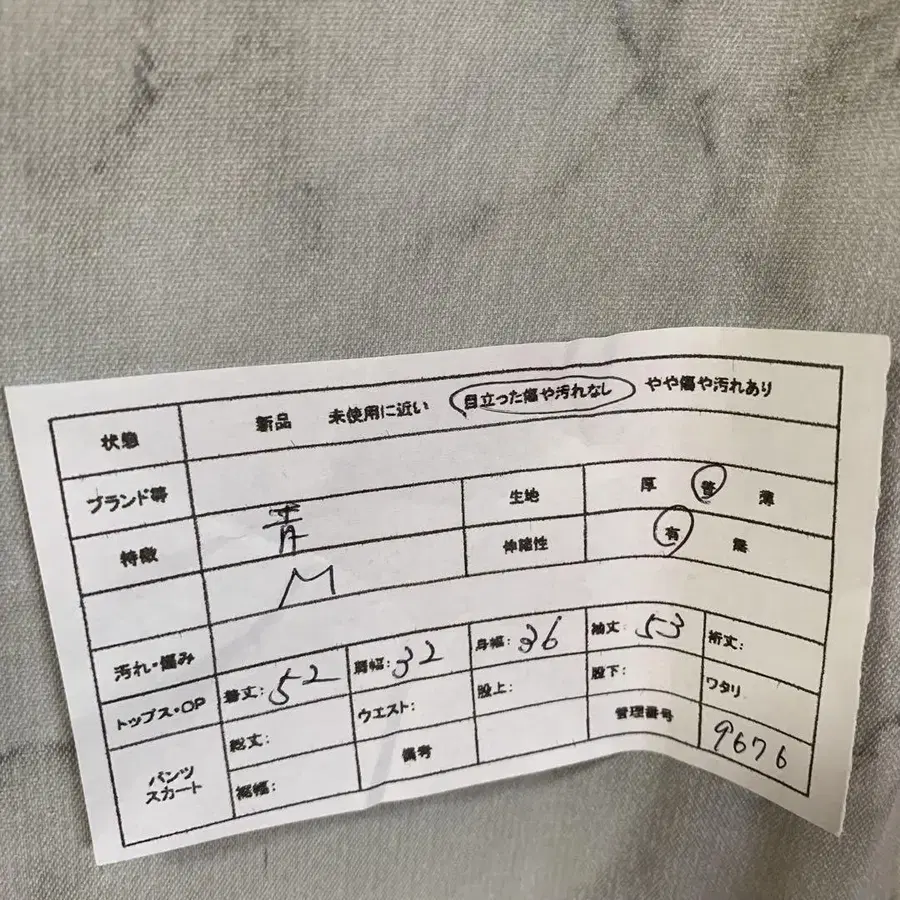 状態 新品 未使用に近い 目立った傷や汚れなし やや傷や汚れあり
ブランド等
特徴 青 生地 厚 普 薄
M 伸縮性 有 無
汚れ・傷み
トップス・OP 着丈: 52 肩幅: 32 身幅: 36 袖丈: 53 裄丈:
パンツ スカート 総丈: ウエスト: 股上: 股下: ワタリ
裾幅: 備考 管理番号 9676